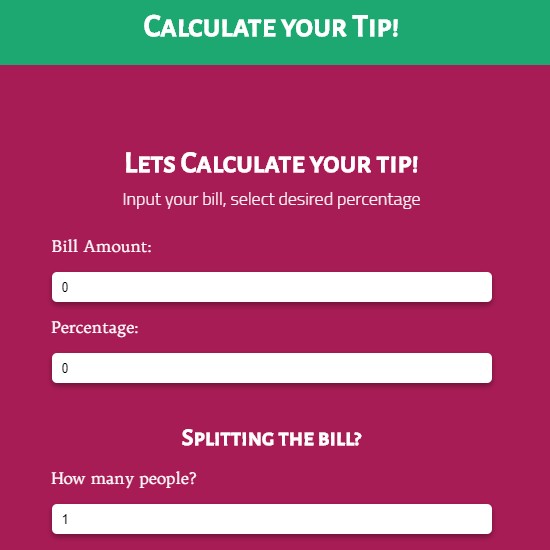 Calculate your Tip!
Lets Calculate your tip!
Input your bill, select desired percentage
Bill Amount:
0
Percentage:
0
Splitting the bill?
How many people?
1